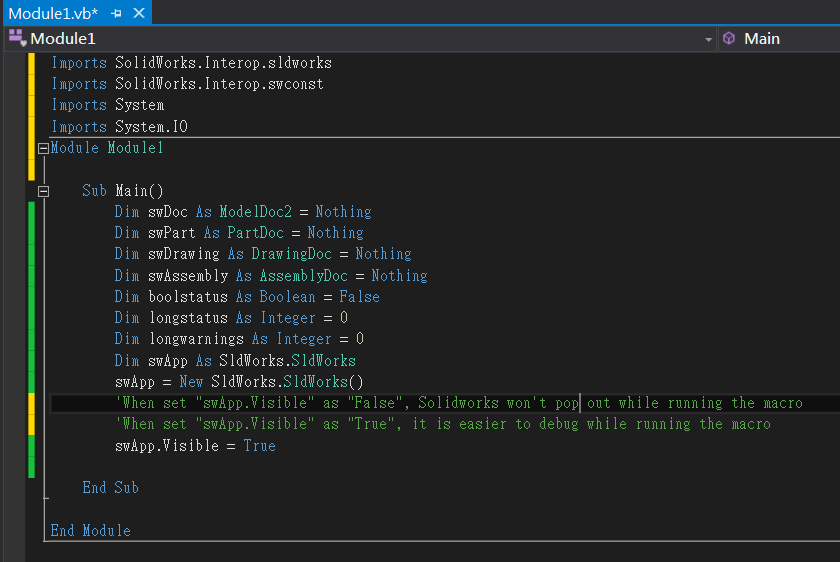 Module1.vb*
Module1
Main
Imports SolidWorks.Interop.sldworks
Imports SolidWorks.Interop.swconst
Imports System
Imports System.IO
Module Module1
Sub Main()
Dim swDoc As ModelDoc2 = Nothing
Dim swPart As PartDoc = Nothing
Dim swDrawing As DrawingDoc = Nothing
Dim swAssembly As AssemblyDoc = Nothing
Dim boolstatus As Boolean = False
Dim longstatus As Integer = 0
Dim longwarnings As Integer = 0
Dim swApp As SldWorks.SldWorks
swApp = New SldWorks.SldWorks()
'When set "swApp.Visible" as "False", Solidworks won't pop out while running the macro
'When set "swApp.Visible" as "True", it is easier to debug while running the macro
swApp.Visible = True
End Sub
End Module